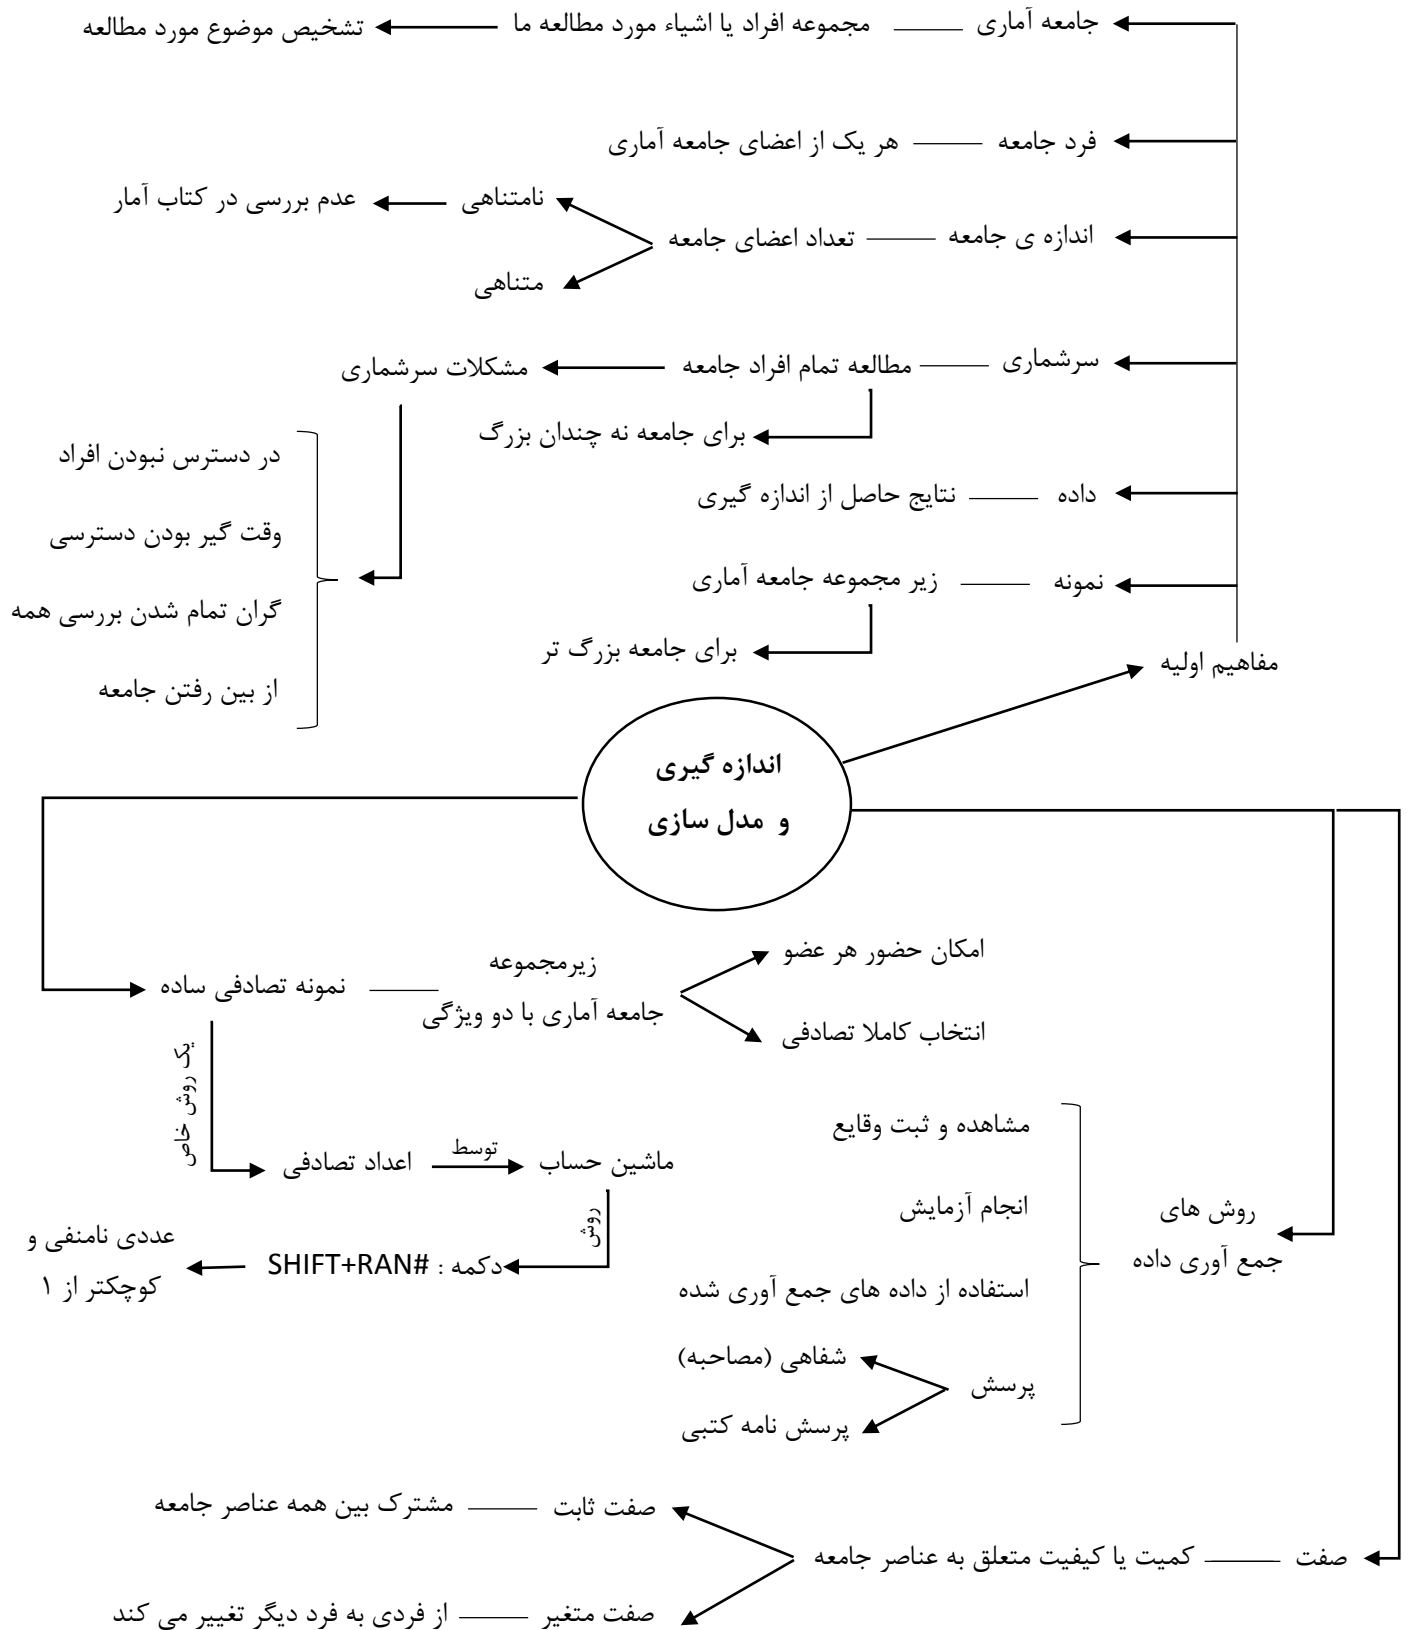 جامعه آماری
مجموعه افراد یا اشیاء مورد مطالعه ما
تشخیص موضوع مورد مطالعه
فرد جامعه
هر یک از اعضای جامعه آماری
اندازه ی جامعه
تعداد اعضای جامعه
نامتناهی
عدم بررسی در کتاب آمار
متناهی
سرشماری
مطالعه تمام افراد جامعه
مشکلات سرشماری
برای جامعه نه چندان بزرگ
در دسترس نبودن افراد
وقت گیر بودن دسترسی
گران تمام شدن بررسی همه
از بین رفتن جامعه
داده
نتایج حاصل از اندازه گیری
نمونه
زیر مجموعه جامعه آماری
برای جامعه بزرگ تر
مفاهیم اولیه
اندازه گیری
و مدل سازی
نمونه تصادفی ساده
زیرمجموعه
جامعه آماری با دو ویژگی
امکان حضور هر عضو
انتخاب کاملا تصادفی
یک روش خاص
اعداد تصادفی
توسط
ماشین حساب
روش
دکمه : SHIFT+RAN#
عددی نامنفی و
کوچکتر از ۱
روش های
جمع آوری داده
مشاهده و ثبت وقایع
انجام آزمایش
استفاده از داده های جمع آوری شده
پرسش
شفاهی (مصاحبه)
پرسش نامه کتبی
صفت
کمیت یا کیفیت متعلق به عناصر جامعه
صفت ثابت
مشترک بین همه عناصر جامعه
صفت متغیر
از فردی به فرد دیگر تغییر می کند